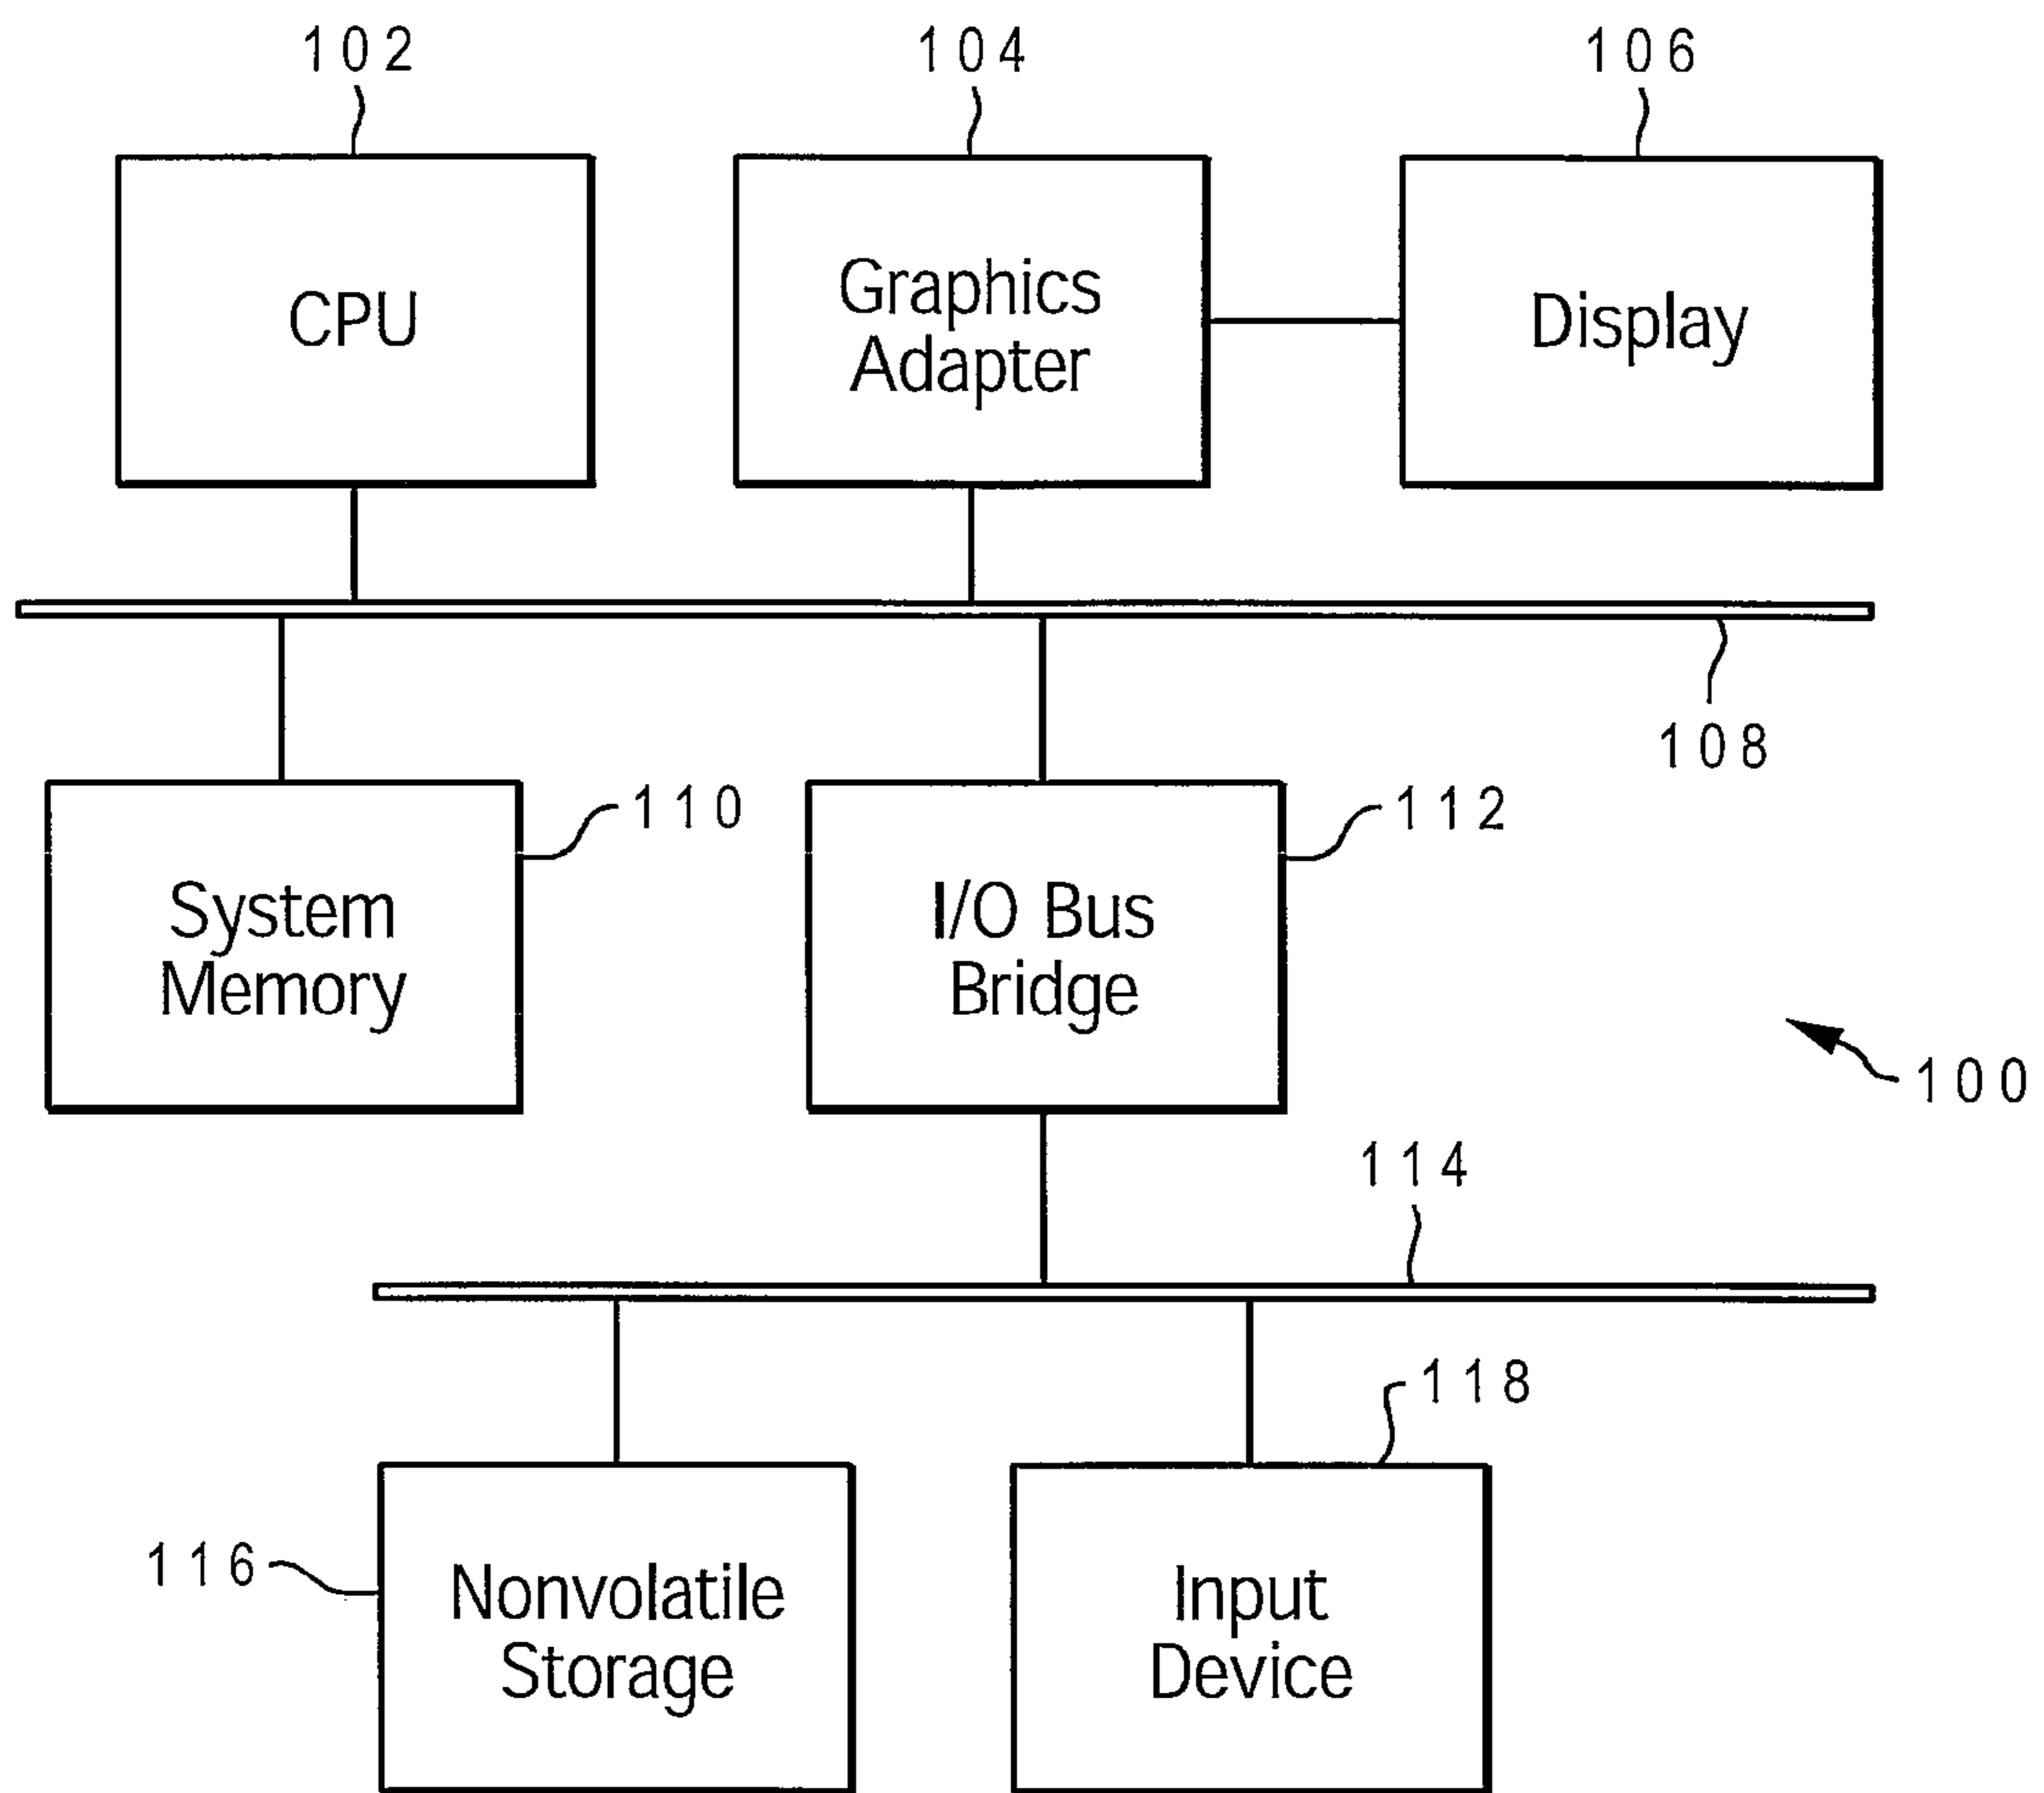 102
104
106
CPU
Graphics
Adapter
Display
108
110
112
System
Memory
I/O Bus
Bridge
100
114
118
116
Nonvolatile
Storage
Input
Device